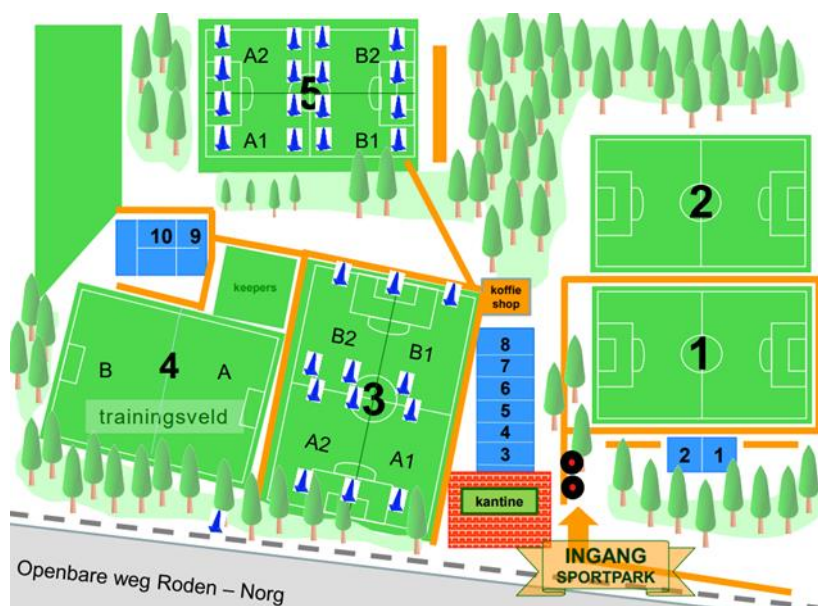 A2
B2
5
A1
B1
2
10
9
keepers
koffie
shop
1
B2
B1
8
7
6
5
4
3
B
4
A
3
trainingsveld
A2
A1
2
1
kantine
INGANG
SPORTPARK
Openbare weg Roden – Norg